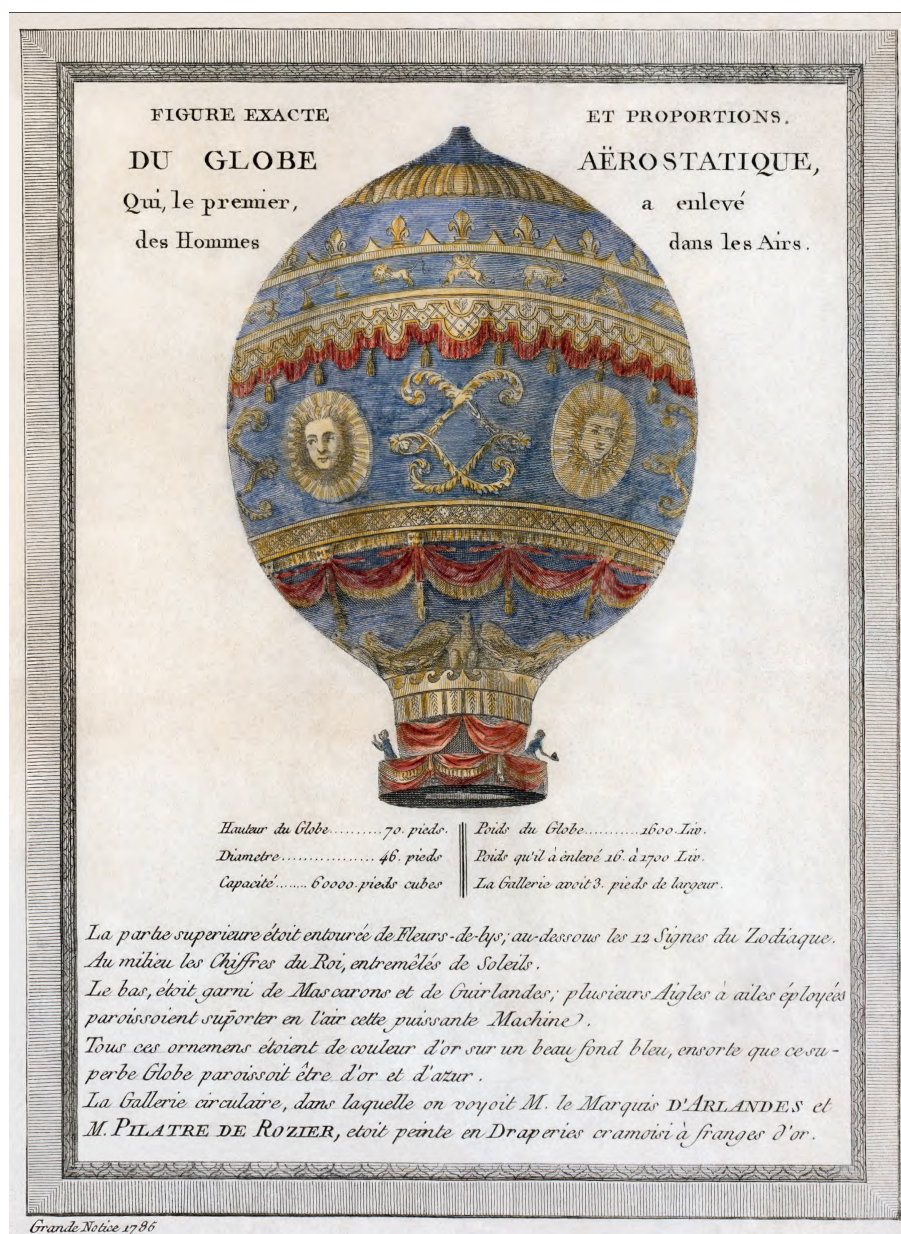 FIGURE EXACTE ET PROPORTIONS.
DU GLOBE AËROSTATIQUE,
Qui, le premier, a enlevé
des Hommes dans les Airs.
Hauteur du Globe..........70. pieds.
Diametre................. 46. pieds
Capacité........ 60000. pieds cubes
Poids du Globe...........1600. Liv.
Poids qu'il à enlevé 16. à 1700 Liv.
La Gallerie avoit 3. pieds de largeur.
La partie superieure étoit entourée de Fleurs-de-lys; au-dessous les 12 Signes du Zodiaque.
Au milieu les Chiffres du Roi, entremêlés de Soleils.
Le bas, étoit garni de Mascarons et de Guirlandes; plusieurs Aigles à ailes éployées
paroissoient suporter en l'air cette puissante Machine.
Tous ces ornemens étoient de couleur d'or sur un beau fond bleu, ensorte que ce su-
perbe Globe paroissoit être d'or et d'azur.
La Gallerie circulaire, dans laquelle on voyoit M. le Marquis D'ARLANDES et
M. PILATRE DE ROZIER, etoit peinte en Draperies cramoisi à franges d'or.
Grande Notice 1786